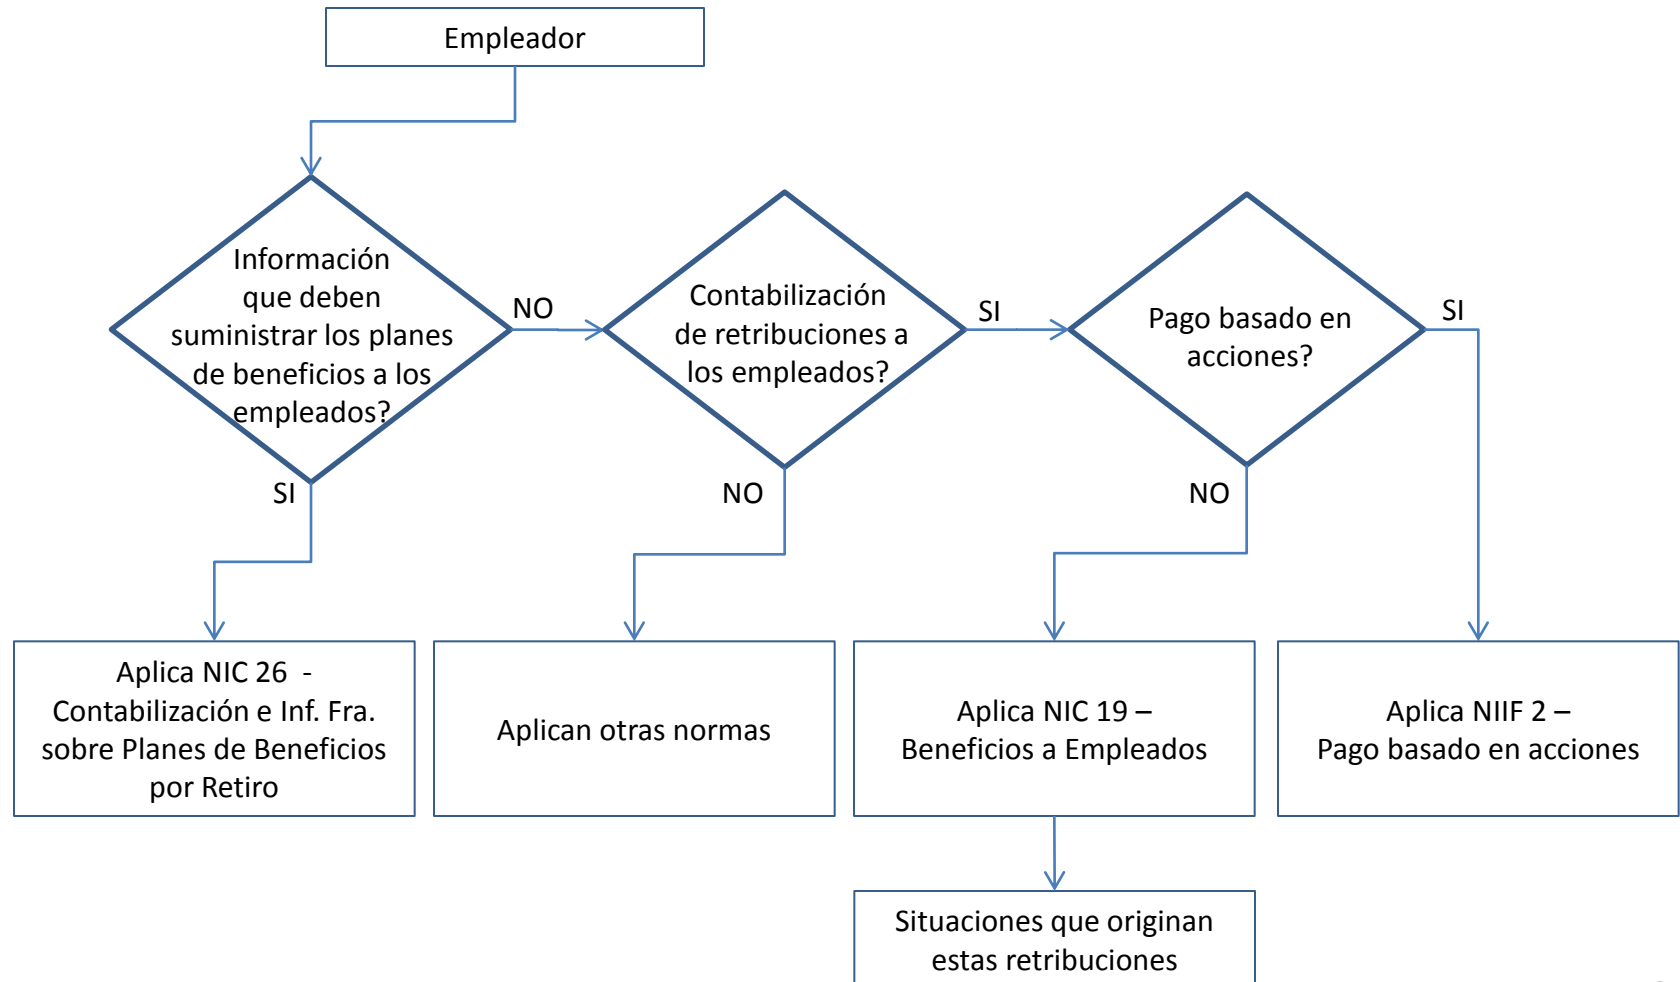 Empleador
Información
que deben
suministrar los planes
de beneficios a los
empleados?
NO
Contabilización
de retribuciones a
los empleados?
SI
Pago basado en
acciones?
SI
SI
NO
NO
Aplica NIC 26 -
Contabilización e Inf. Fra.
sobre Planes de Beneficios
por Retiro
Aplican otras normas
Aplica NIC 19 –
Beneficios a Empleados
Aplica NIIF 2 –
Pago basado en acciones
Situaciones que originan
estas retribuciones